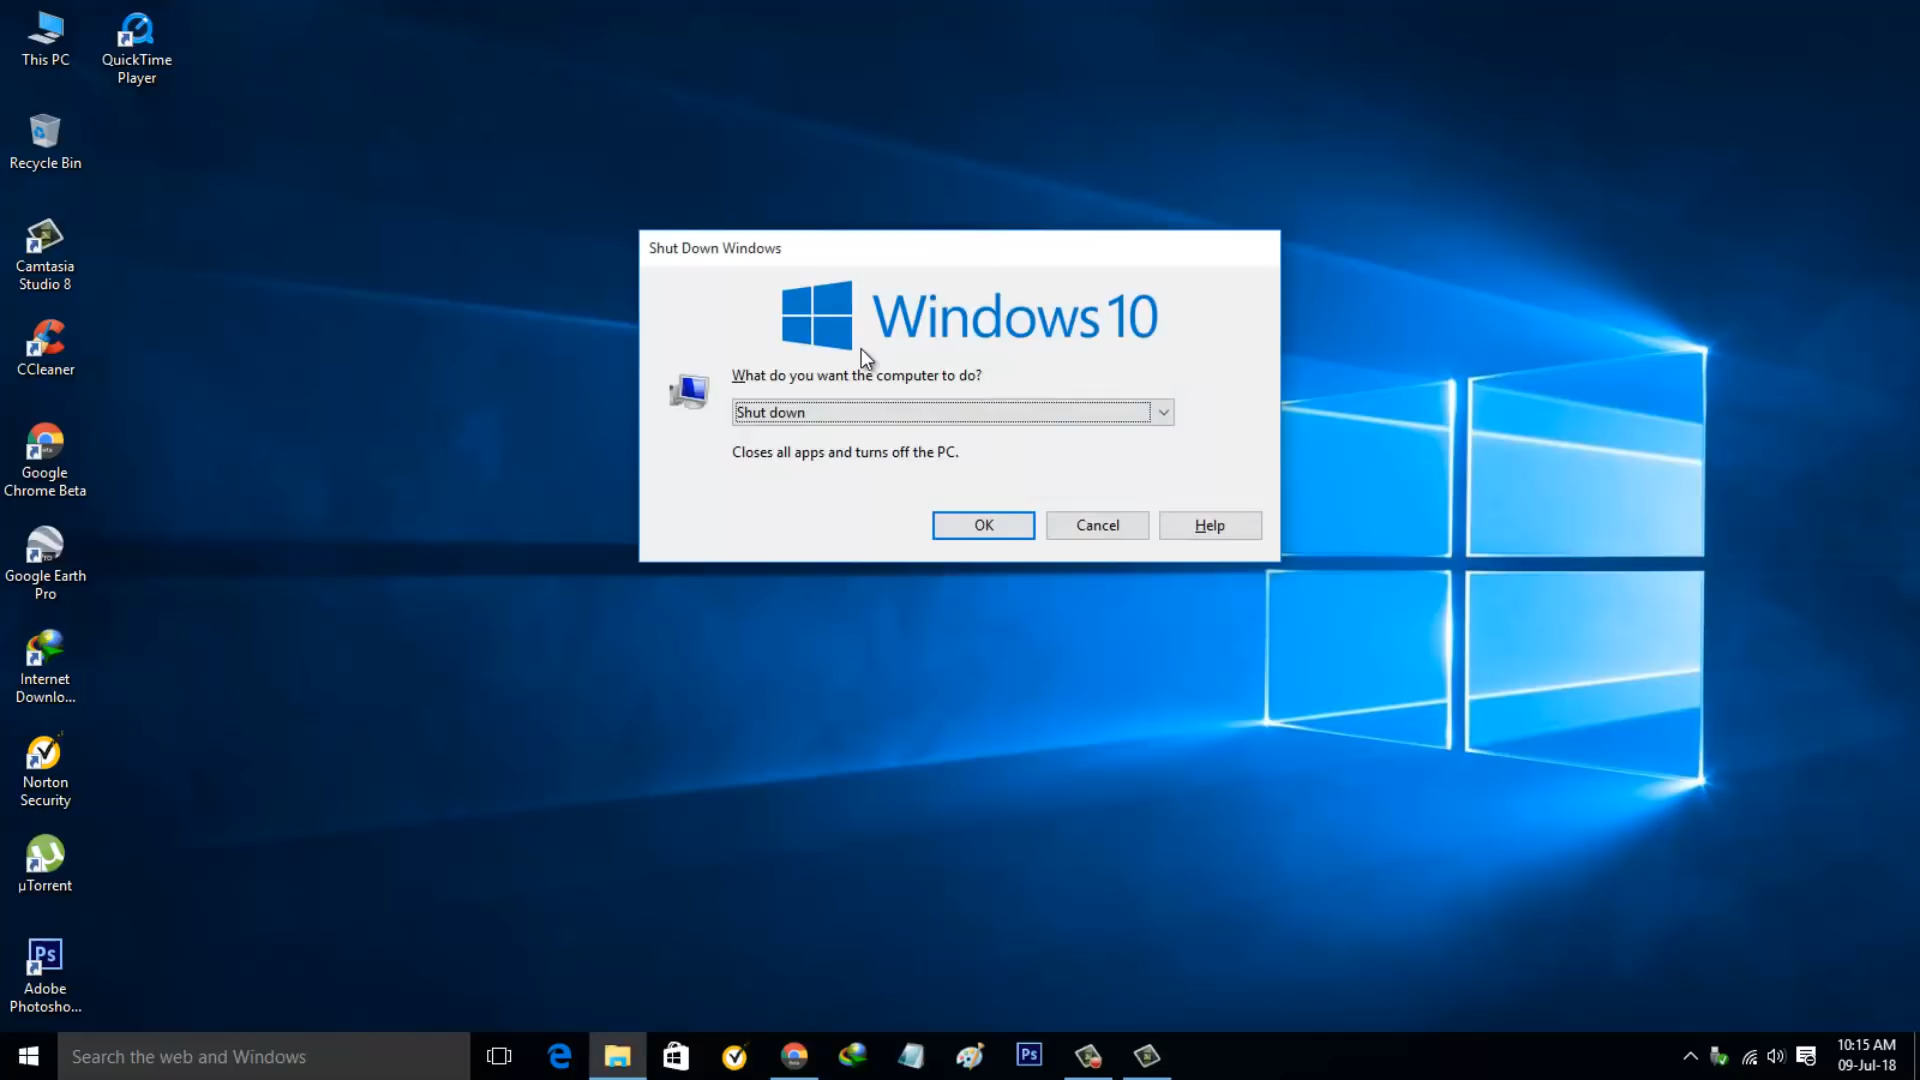 This PC
QuickTime
Player
Recycle Bin
Camtasia
Studio 8
CCleaner
Google
Chrome Beta
Google Earth
Pro
Internet
Downlo...
Norton
Security
µTorrent
Ps
Adobe
Photosho...
Shut Down Windows
Windows 10
What do you want the computer to do?
Shut down
Closes all apps and turns off the PC.
OK
Cancel
Help
Search the web and Windows
Ps
10:15 AM
09-Jul-18